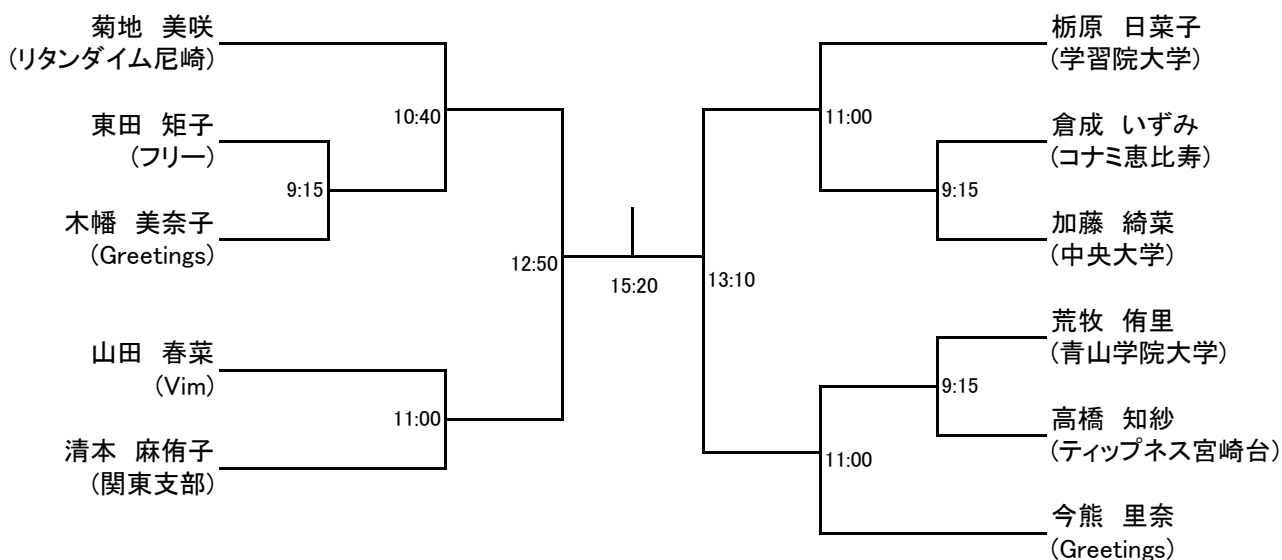 菊地　美咲
(リタンダイム尼崎)
10:40
東田　矩子
(フリー)
9:15
木幡　美奈子
(Greetings)
12:50
山田　春菜
(Vim)
11:00
清本　麻侑子
(関東支部)
15:20
栃原　日菜子
(学習院大学)
11:00
倉成　いずみ
(コナミ恵比寿)
9:15
加藤　綺菜
(中央大学)
13:10
荒牧　侑里
(青山学院大学)
9:15
高橋　知紗
(ティップネス宮崎台)
11:00
今熊　里奈
(Greetings)